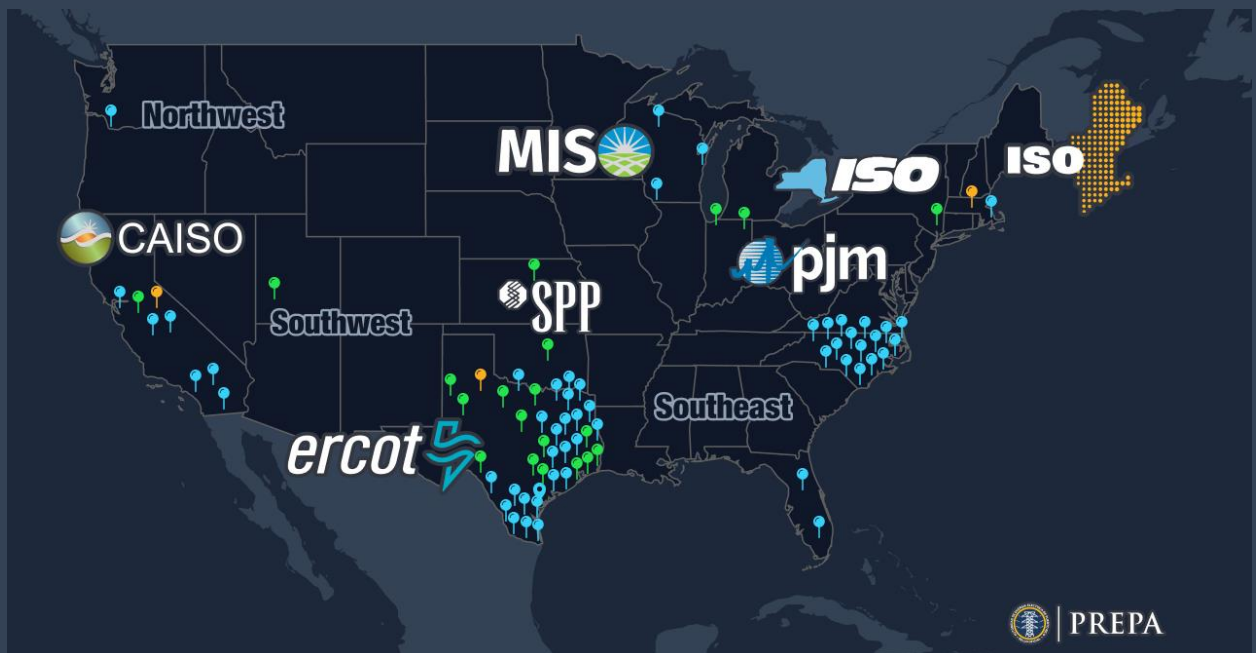 Northwest
MISO
ISO
ISO
CAISO
pjm
SPP
Southwest
Southeast
ercot
PREPA